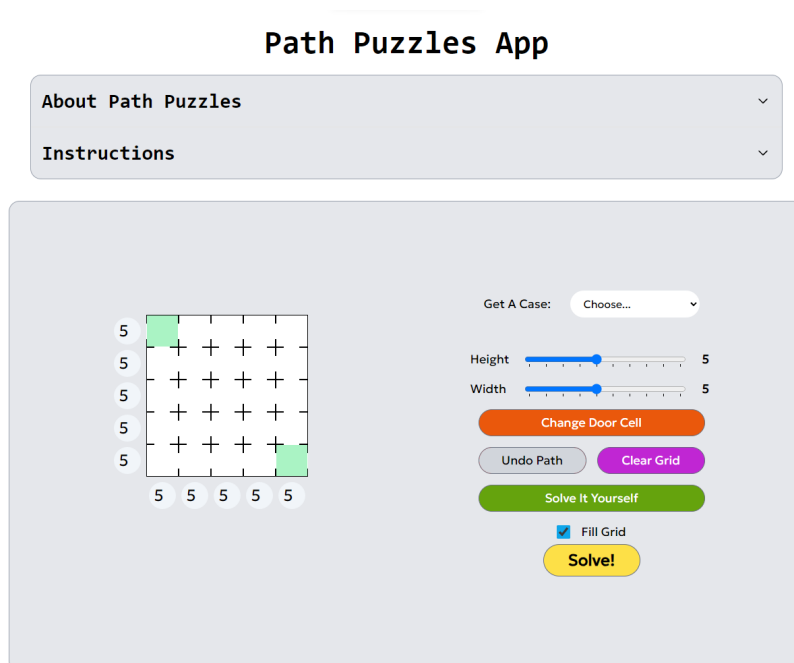 Path Puzzles App
About Path Puzzles
Instructions
Get A Case: Choose...
5
5
5
5
5
5 5 5 5 5
Height 5
Width 5
Change Door Cell
Undo Path Clear Grid
Solve It Yourself
Fill Grid
Solve!